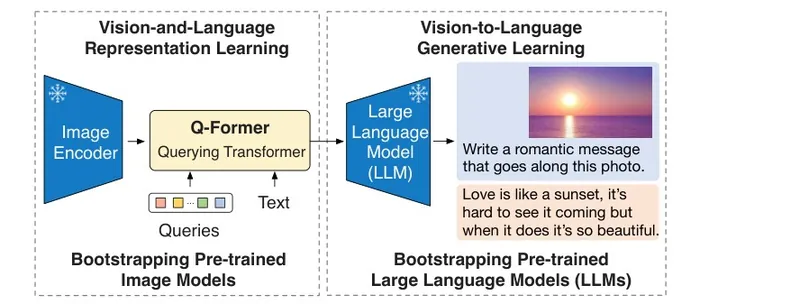 Vision-and-Language
Representation Learning
Image
Encoder
Q-Former
Querying Transformer
...
Queries
Text
Bootstrapping Pre-trained
Image Models
Vision-to-Language
Generative Learning
Large
Language
Model
(LLM)
Write a romantic message
that goes along this photo.
Love is like a sunset, it's
hard to see it coming but
when it does it's so beautiful.
Bootstrapping Pre-trained
Large Language Models (LLMs)